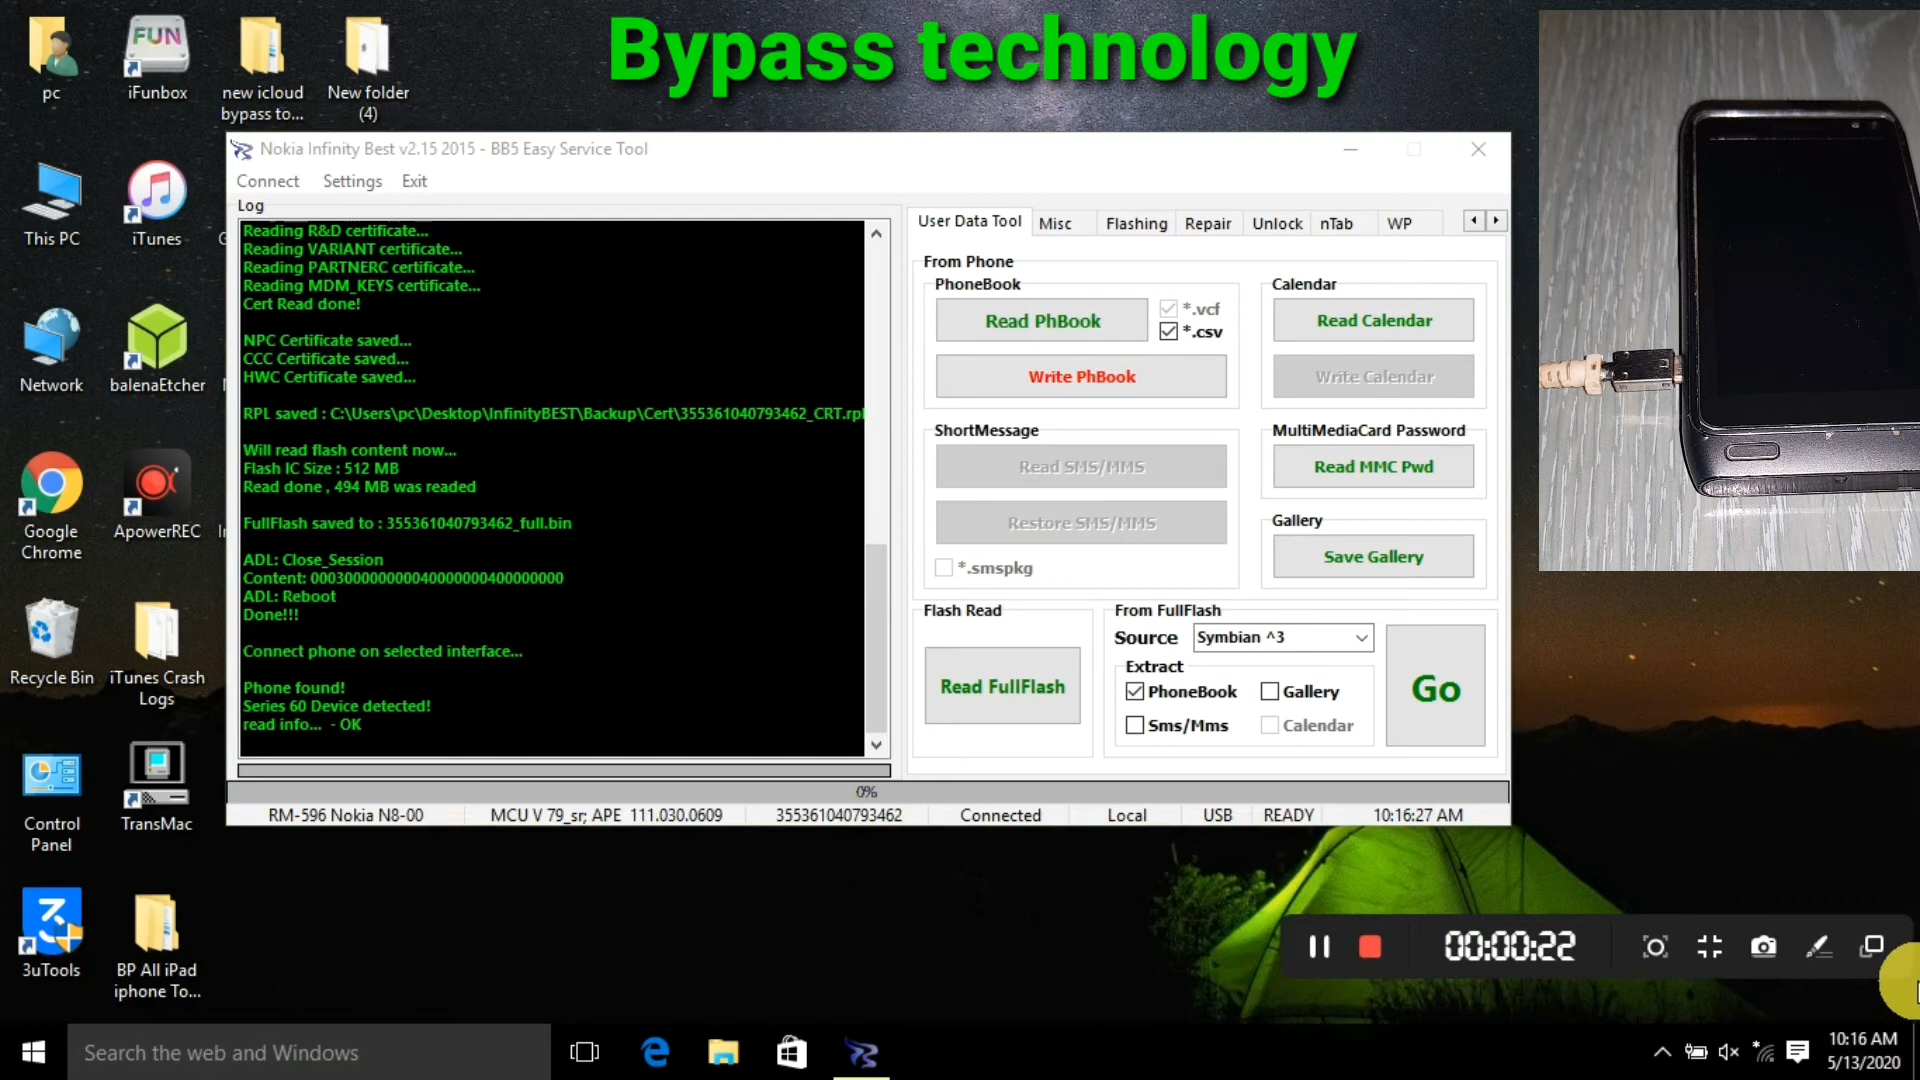 Bypass technology
pc
iFunbox
new icloud
bypass to...
New folder
(4)
This PC
iTunes
G
Network
balenaEtcher
Google
Chrome
ApowerREC
Recycle Bin
iTunes Crash
Logs
Control
Panel
TransMac
3uTools
BP All iPad
iphone To...
FUN
Nokia Infinity Best v2.15 2015 - BB5 Easy Service Tool
Connect Settings Exit
Log
Reading R&D certificate...
Reading VARIANT certificate...
Reading PARTNERC certificate...
Reading MDM_KEYS certificate...
Cert Read done!
NPC Certificate saved...
CCC Certificate saved...
HWC Certificate saved...
RPL saved : C:\Users\pc\Desktop\InfinityBEST\Backup\Cert\355361040793462_CRT.rpl
Will read flash content now...
Flash IC Size : 512 MB
Read done , 494 MB was readed
FullFlash saved to : 355361040793462_full.bin
ADL: Close_Session
Content: 000300000000040000000400000000
ADL: Reboot
Done!!!
Connect phone on selected interface...
Phone found!
Series 60 Device detected!
read info... - OK
User Data Tool Misc Flashing Repair Unlock nTab WP
From Phone
PhoneBook
Read PhBook
*.vcf
*.csv
Write PhBook
Calendar
Read Calendar
Write Calendar
ShortMessage
Read SMS/MMS
Restore SMS/MMS
*.smspkg
MultiMediaCard Password
Read MMC Pwd
Gallery
Save Gallery
Flash Read
Read FullFlash
From FullFlash
Source Symbian ^3
Extract
PhoneBook Gallery
Sms/Mms Calendar
Go
0%
RM-596 Nokia N8-00 MCU V 79_sr; APE 111.030.0609 355361040793462 Connected Local USB READY 10:16:27 AM
00:00:22
Search the web and Windows
10:16 AM
5/13/2020